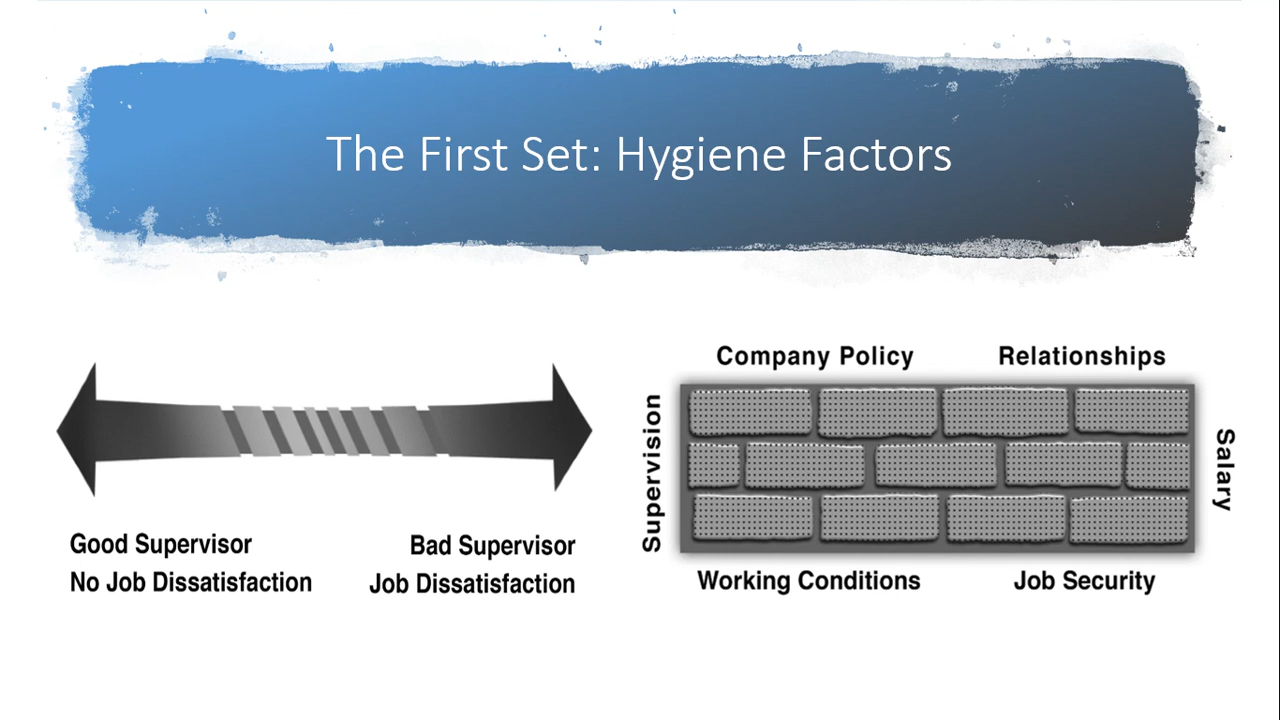 The First Set: Hygiene Factors
Good Supervisor
No Job Dissatisfaction
Bad Supervisor
Job Dissatisfaction
Company Policy
Relationships
Supervision
Salary
Working Conditions
Job Security